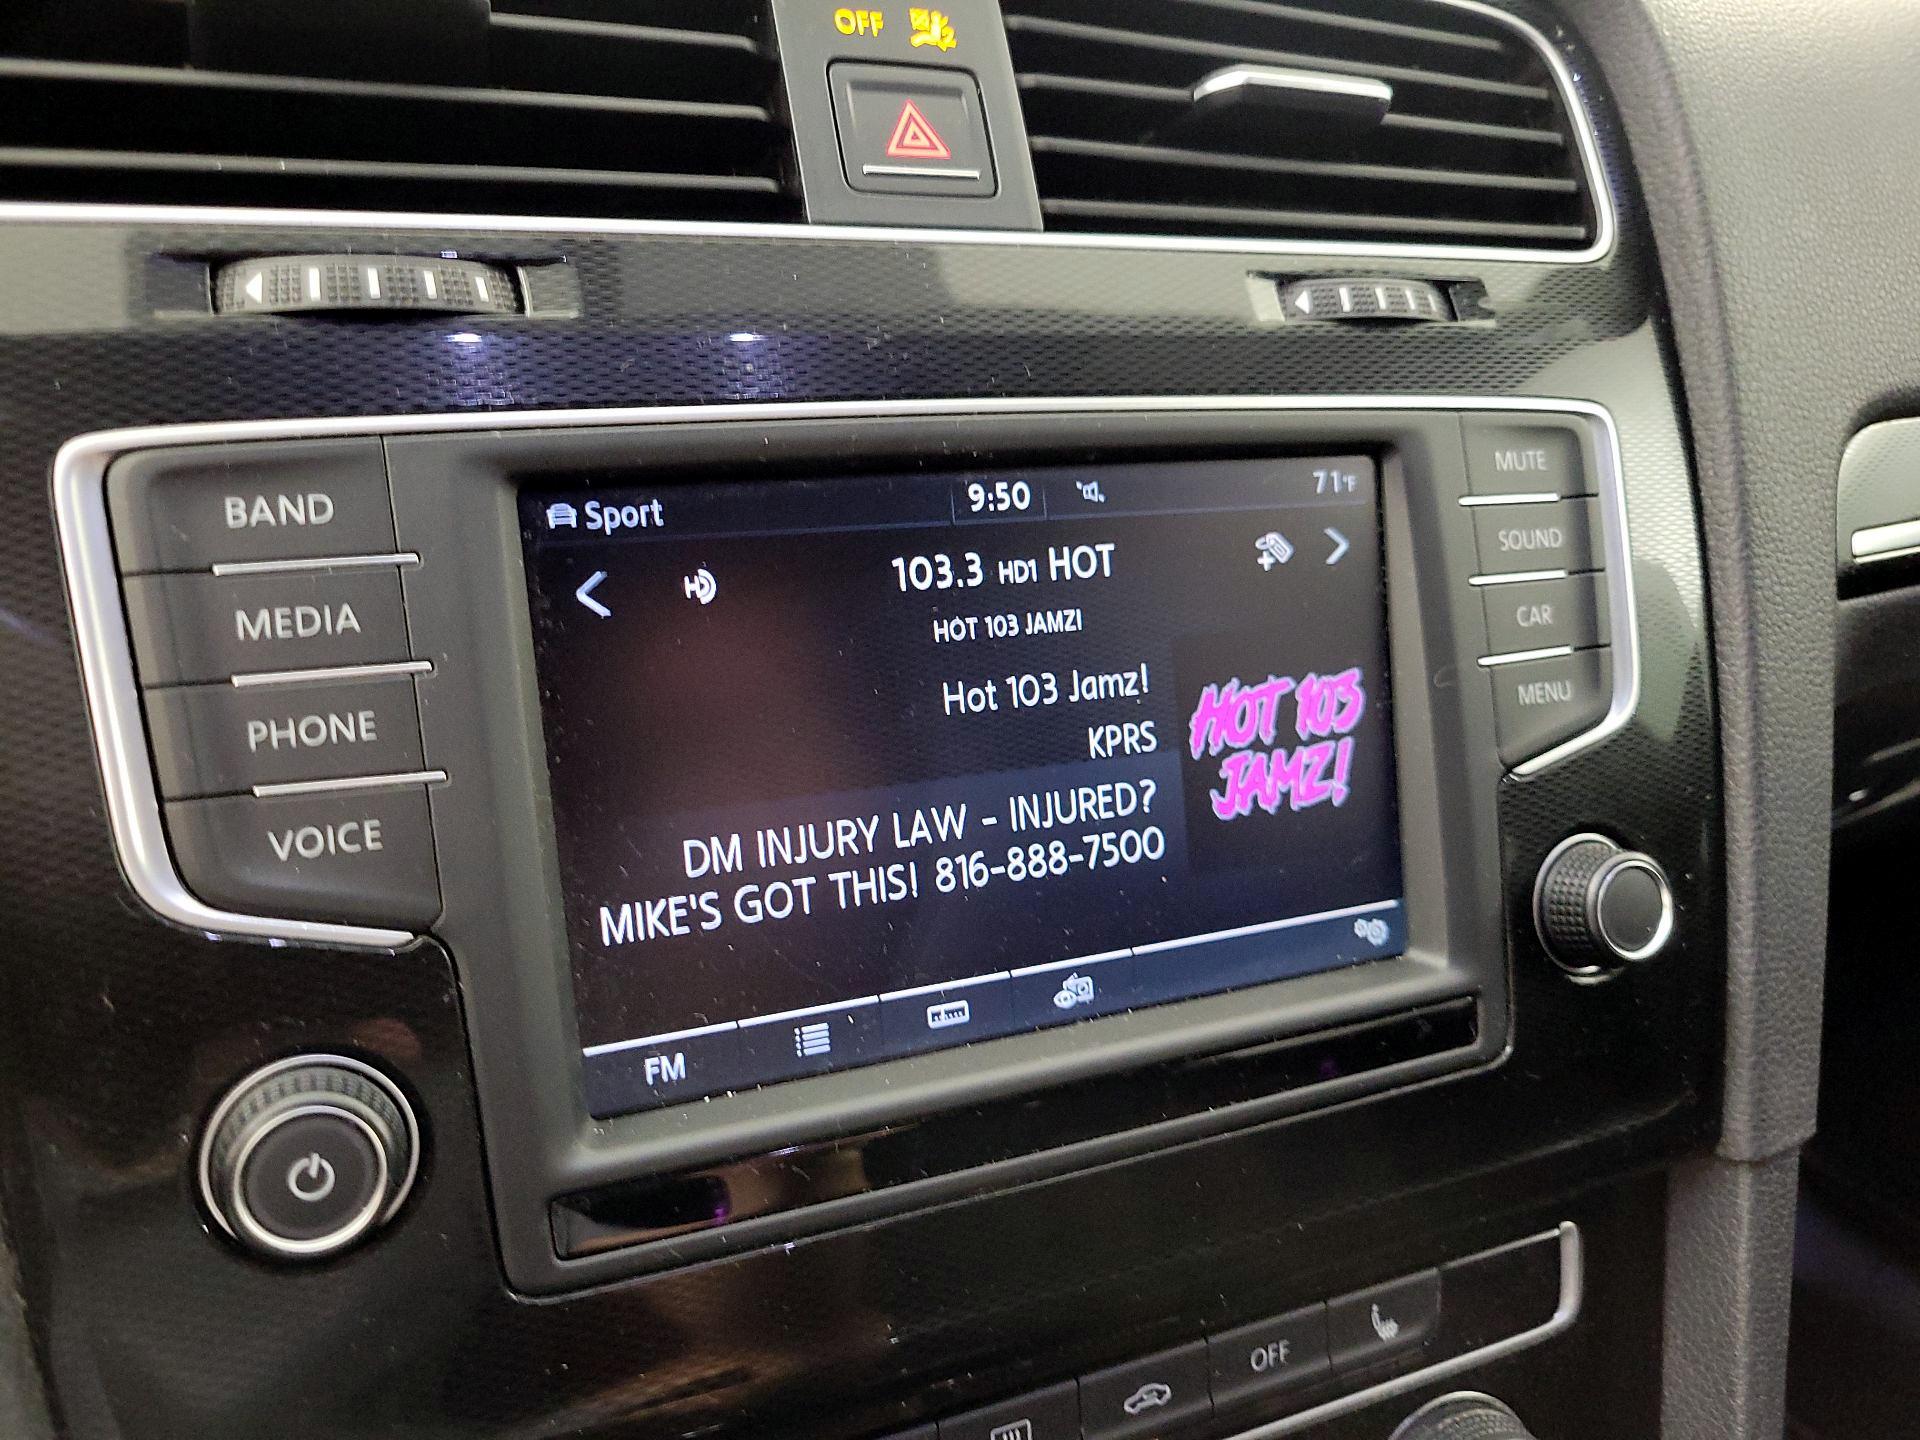 OFF
BAND
MEDIA
PHONE
VOICE
Sport
9:50
71°F
103.3 HD1 HOT
HOT 103 JAMZ!
Hot 103 Jamz!
KPRS
HOT 103
JAMZ!
DM INJURY LAW - INJURED?
MIKE'S GOT THIS! 816-888-7500
FM
MUTE
SOUND
CAR
MENU
OFF